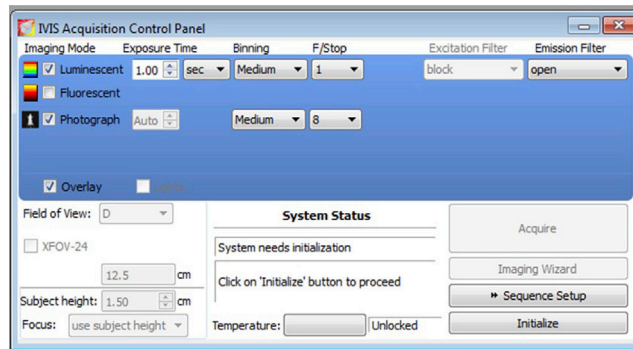 IVIS Acquisition Control Panel
Imaging Mode Exposure Time Binning F/Stop Excitation Filter Emission Filter
Luminescent 1.00 sec Medium 1 block open
Fluorescent
Photograph Auto Medium 8
Overlay
Field of View: D
System Status
Acquire
XFOV-24
System needs initialization
12.5 cm
Click on 'Initialize' button to proceed
Imaging Wizard
Subject height: 1.50 cm
Sequence Setup
Focus: use subject height
Temperature: Unlocked
Initialize